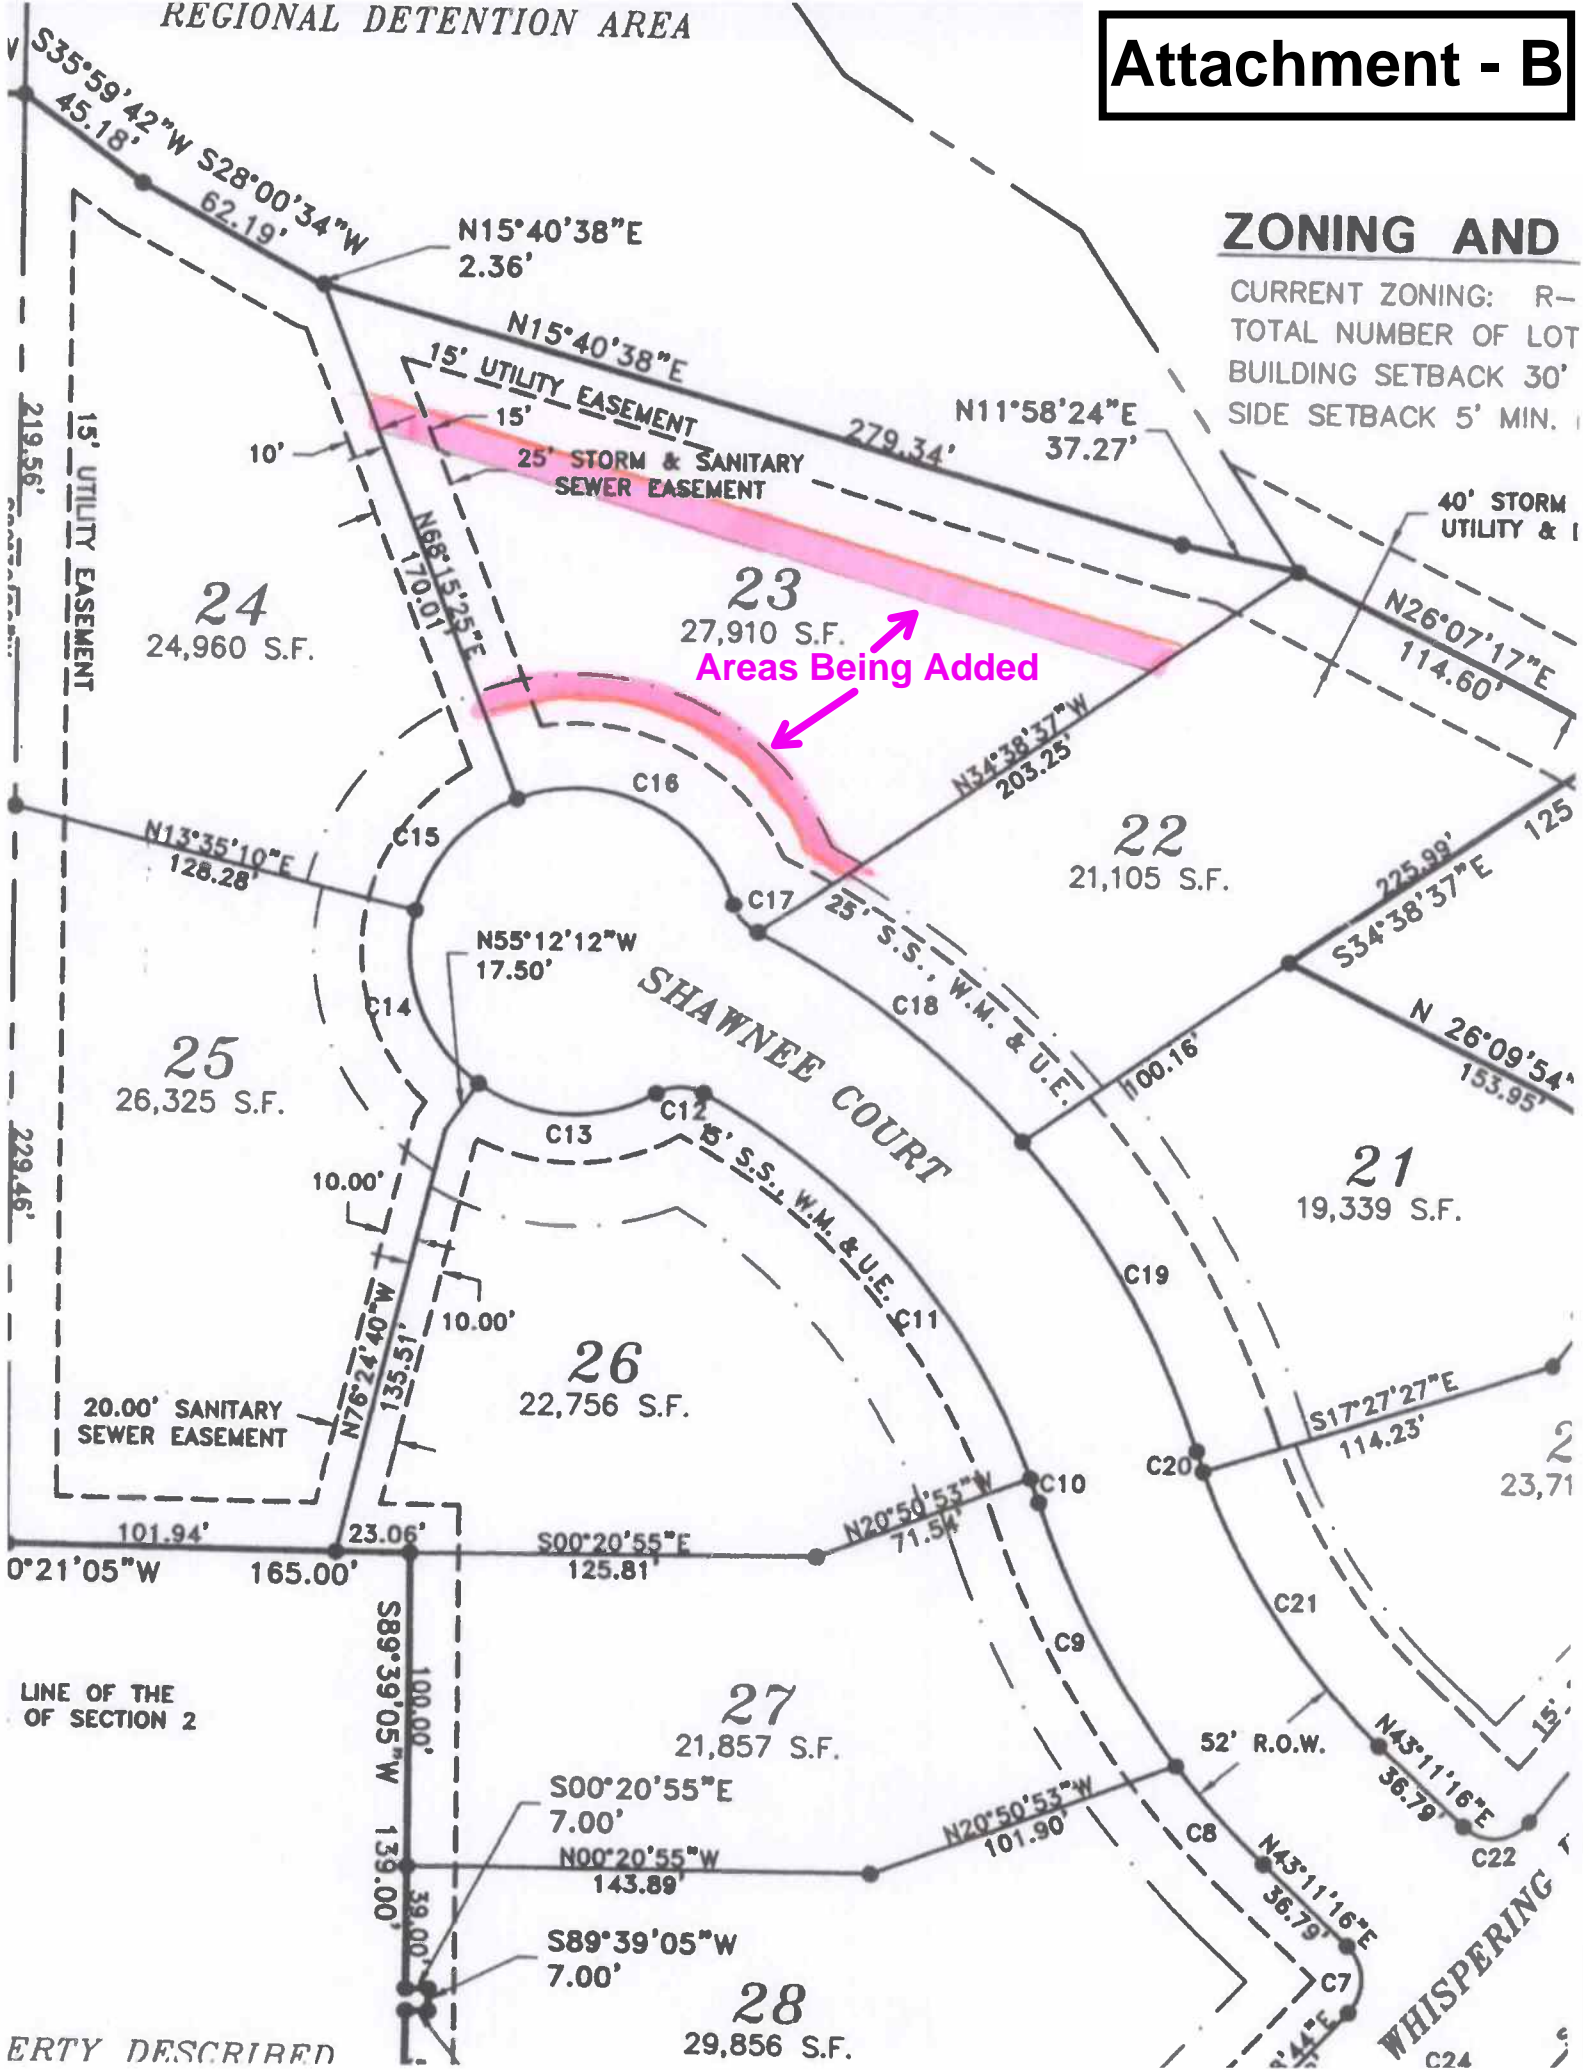 REGIONAL DETENTION AREA
Attachment - B
S35°59'42"W
45.18'
S28°00'34"W
62.19'
N15°40'38"E
2.36'
ZONING AND
CURRENT ZONING: R-
TOTAL NUMBER OF LOT
BUILDING SETBACK 30'
SIDE SETBACK 5' MIN.
N15°40'38"E
279.34'
15' UTILITY EASEMENT
15'
10'
25' STORM & SANITARY
SEWER EASEMENT
N11°58'24"E
37.27'
40' STORM
UTILITY &
219.56'
15' UTILITY EASEMENT
N68°15'25"E
170.01'
24
24,960 S.F.
23
27,910 S.F.
Areas Being Added
N26°07'17"E
114.60'
N34°38'37"W
203.25'
C16
C15
C17
N13°35'10"E
128.28'
22
21,105 S.F.
125
225.99'
S34°38'37"E
25' S.S., W.M. & U.E.
N55°12'12"W
17.50'
SHAWNEE COURT
C18
C14
N 26°09'54"
153.95'
100.16'
25
26,325 S.F.
C12
C13
15' S.S., W.M. & U.E.
21
19,339 S.F.
229.46'
10.00'
10.00'
C19
C11
N76°24'40"W
135.51'
26
22,756 S.F.
20.00' SANITARY
SEWER EASEMENT
S17°27'27"E
114.23'
C20
C10
2
23,71
N20°50'53"W
71.54'
101.94'
23.06'
S00°20'55"E
125.81'
0°21'05"W
165.00'
C21
C9
S89°39'05"W 139.00'
100.00'
LINE OF THE
OF SECTION 2
27
21,857 S.F.
52' R.O.W.
15'
N43°11'16"E
36.79'
S00°20'55"E
7.00'
N20°50'53"W
101.90'
C8
C22
N00°20'55"W
143.89'
N43°11'16"E
36.79'
39.00'
S89°39'05"W
7.00'
C7
WHISPERING
28
29,856 S.F.
'44"E
C24
ERTY DESCRIBED